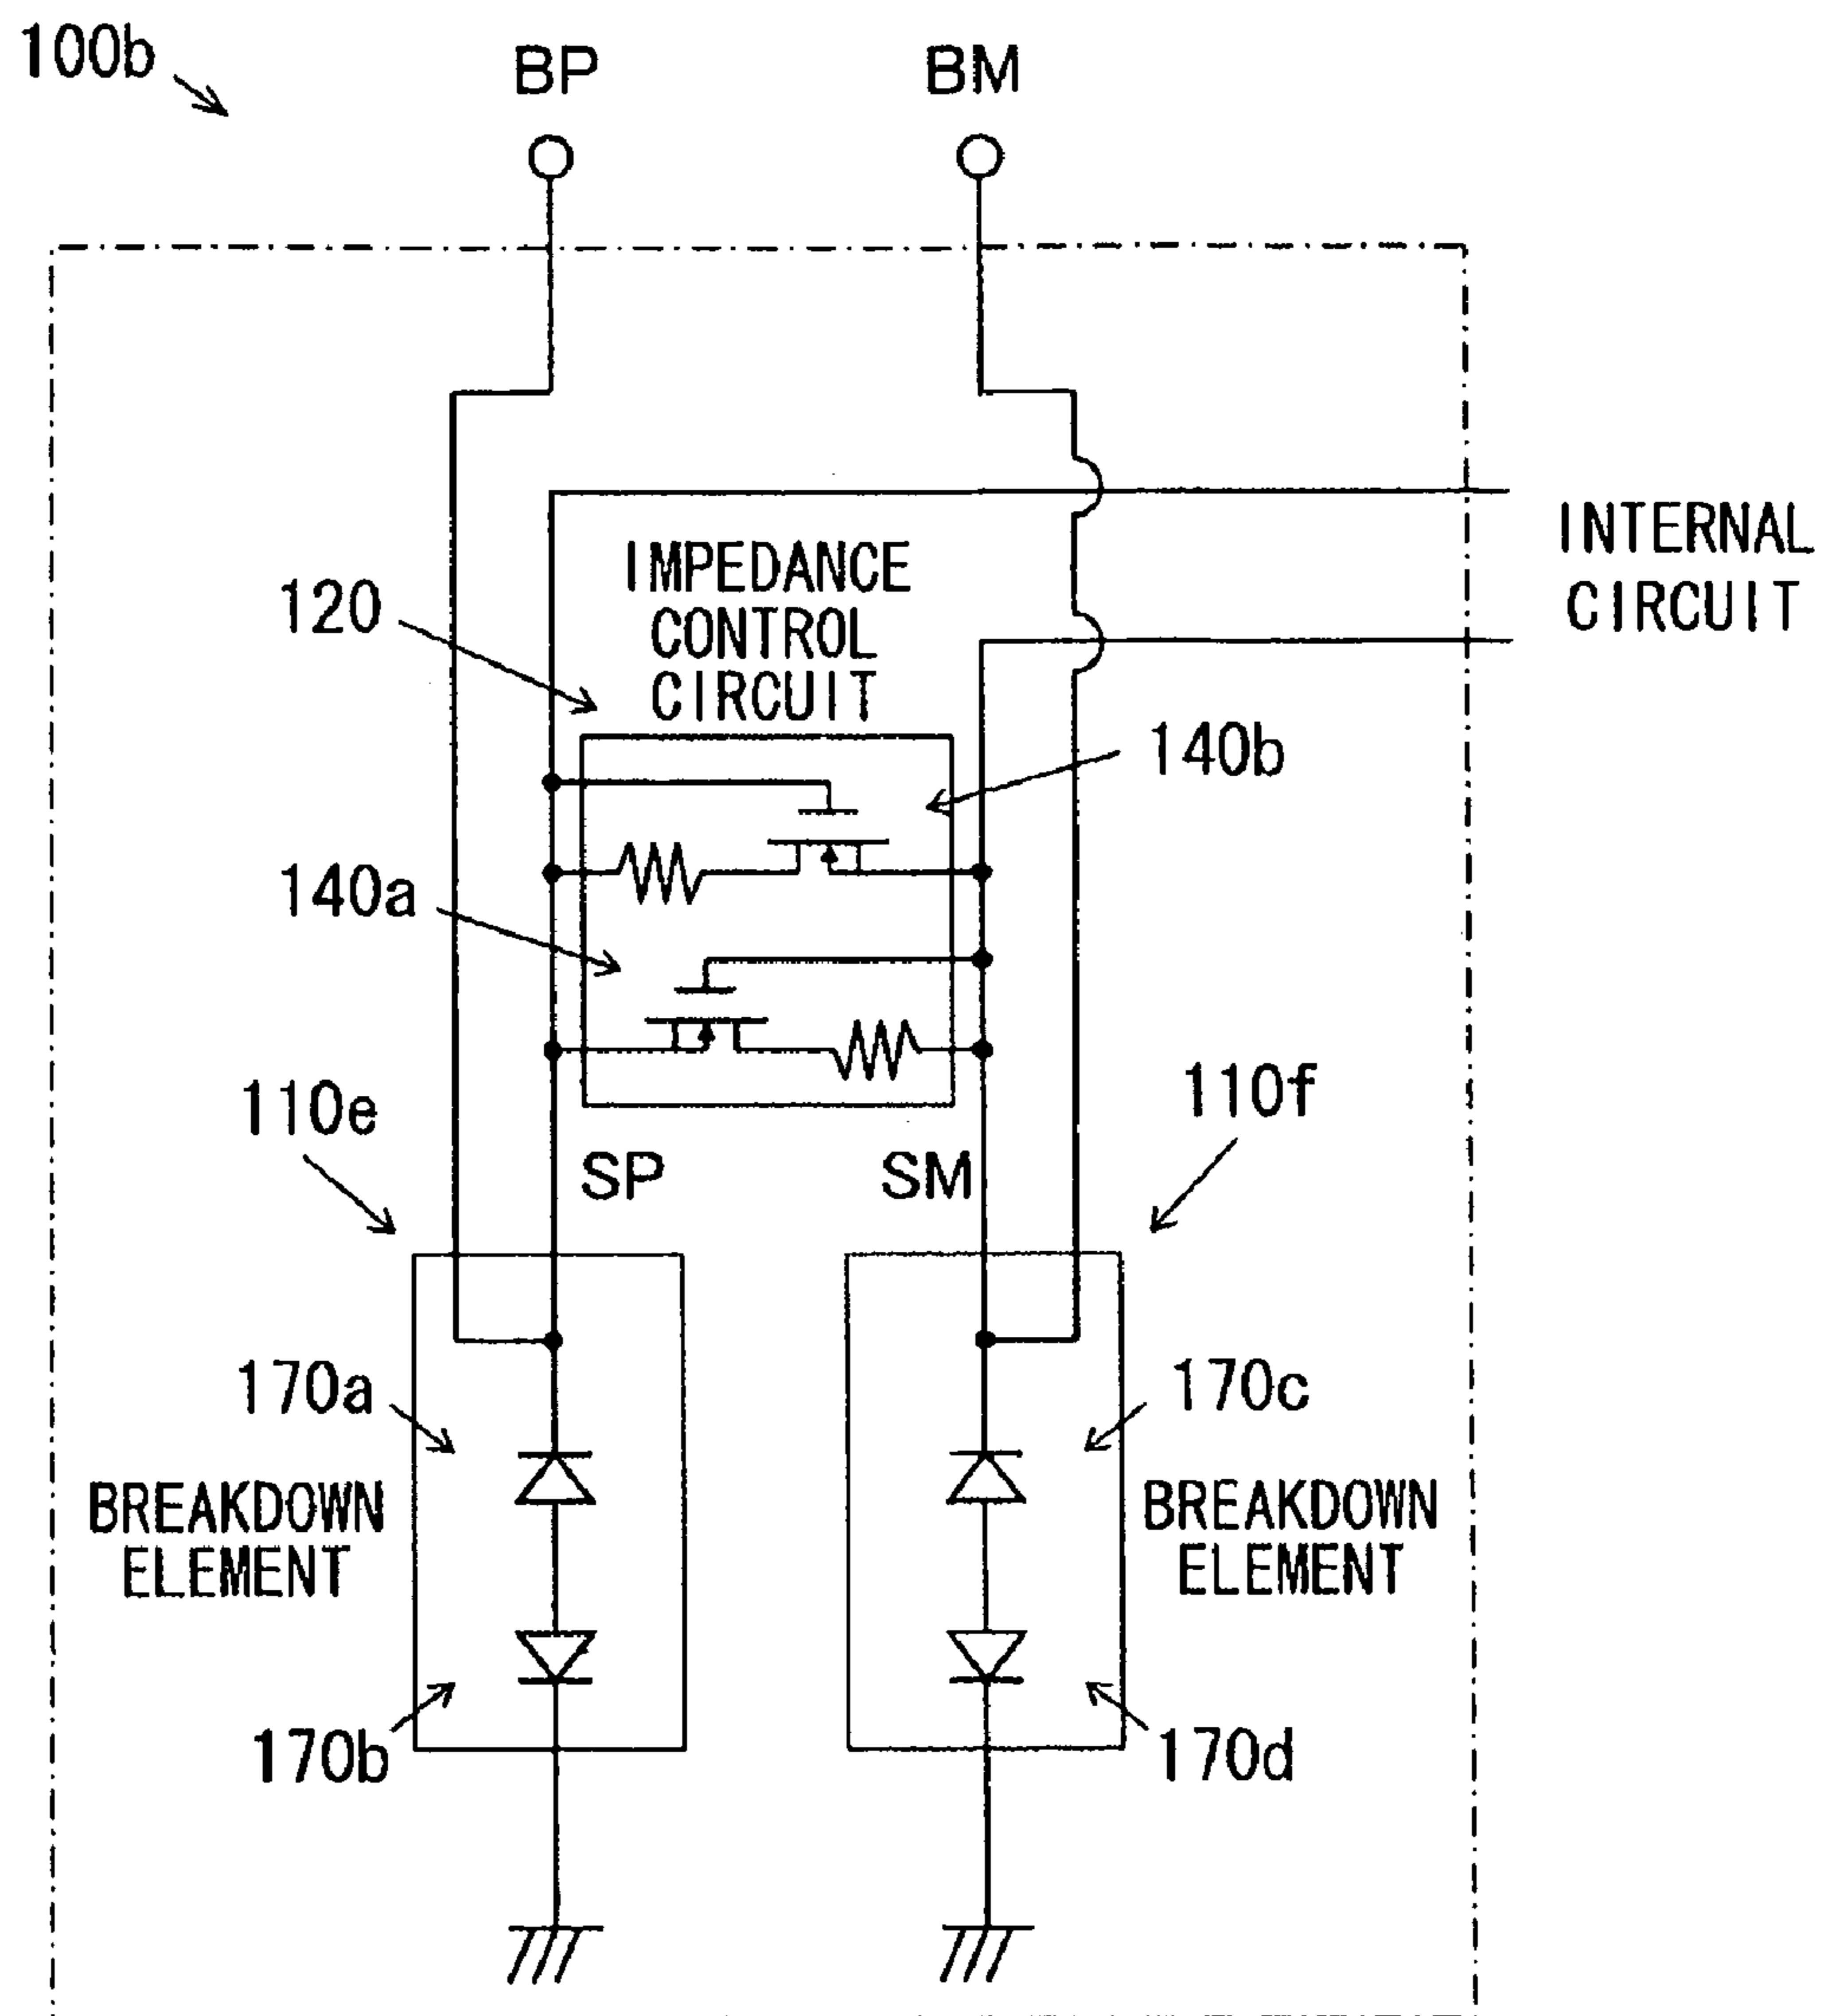 100b
BP
BM
INTERNAL
CIRCUIT
IMPEDANCE
CONTROL
CIRCUIT
120
140b
140a
110e
110f
SP
SM
170a
170c
BREAKDOWN
ELEMENT
BREAKDOWN
ELEMENT
170b
170d